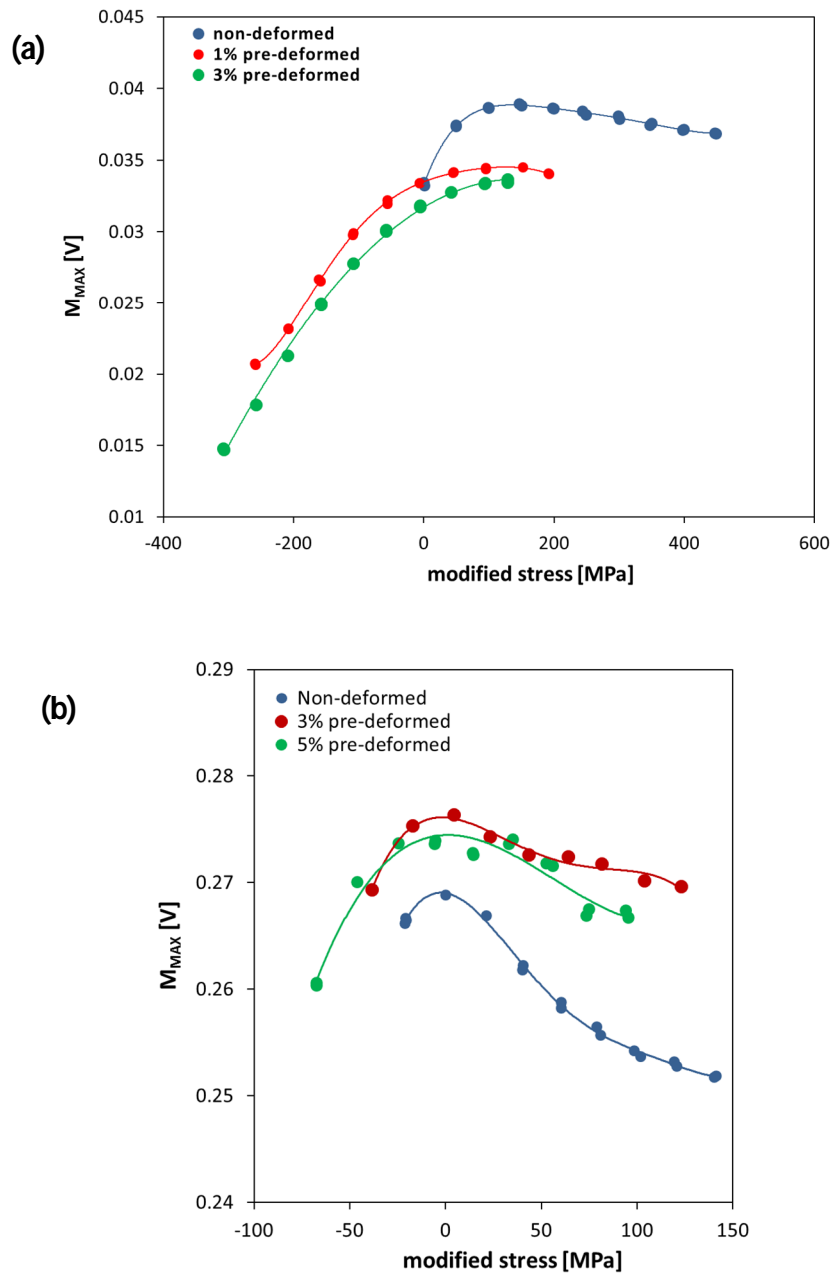 (a)
non-deformed
1% pre-deformed
3% pre-deformed
0.045
0.04
0.035
0.03
0.025
0.02
0.015
0.01
M_MAX [V]
-400 -200 0 200 400 600
modified stress [MPa]
(b)
Non-deformed
3% pre-deformed
5% pre-deformed
0.29
0.28
0.27
0.26
0.25
0.24
M_MAX [V]
-100 -50 0 50 100 150
modified stress [MPa]